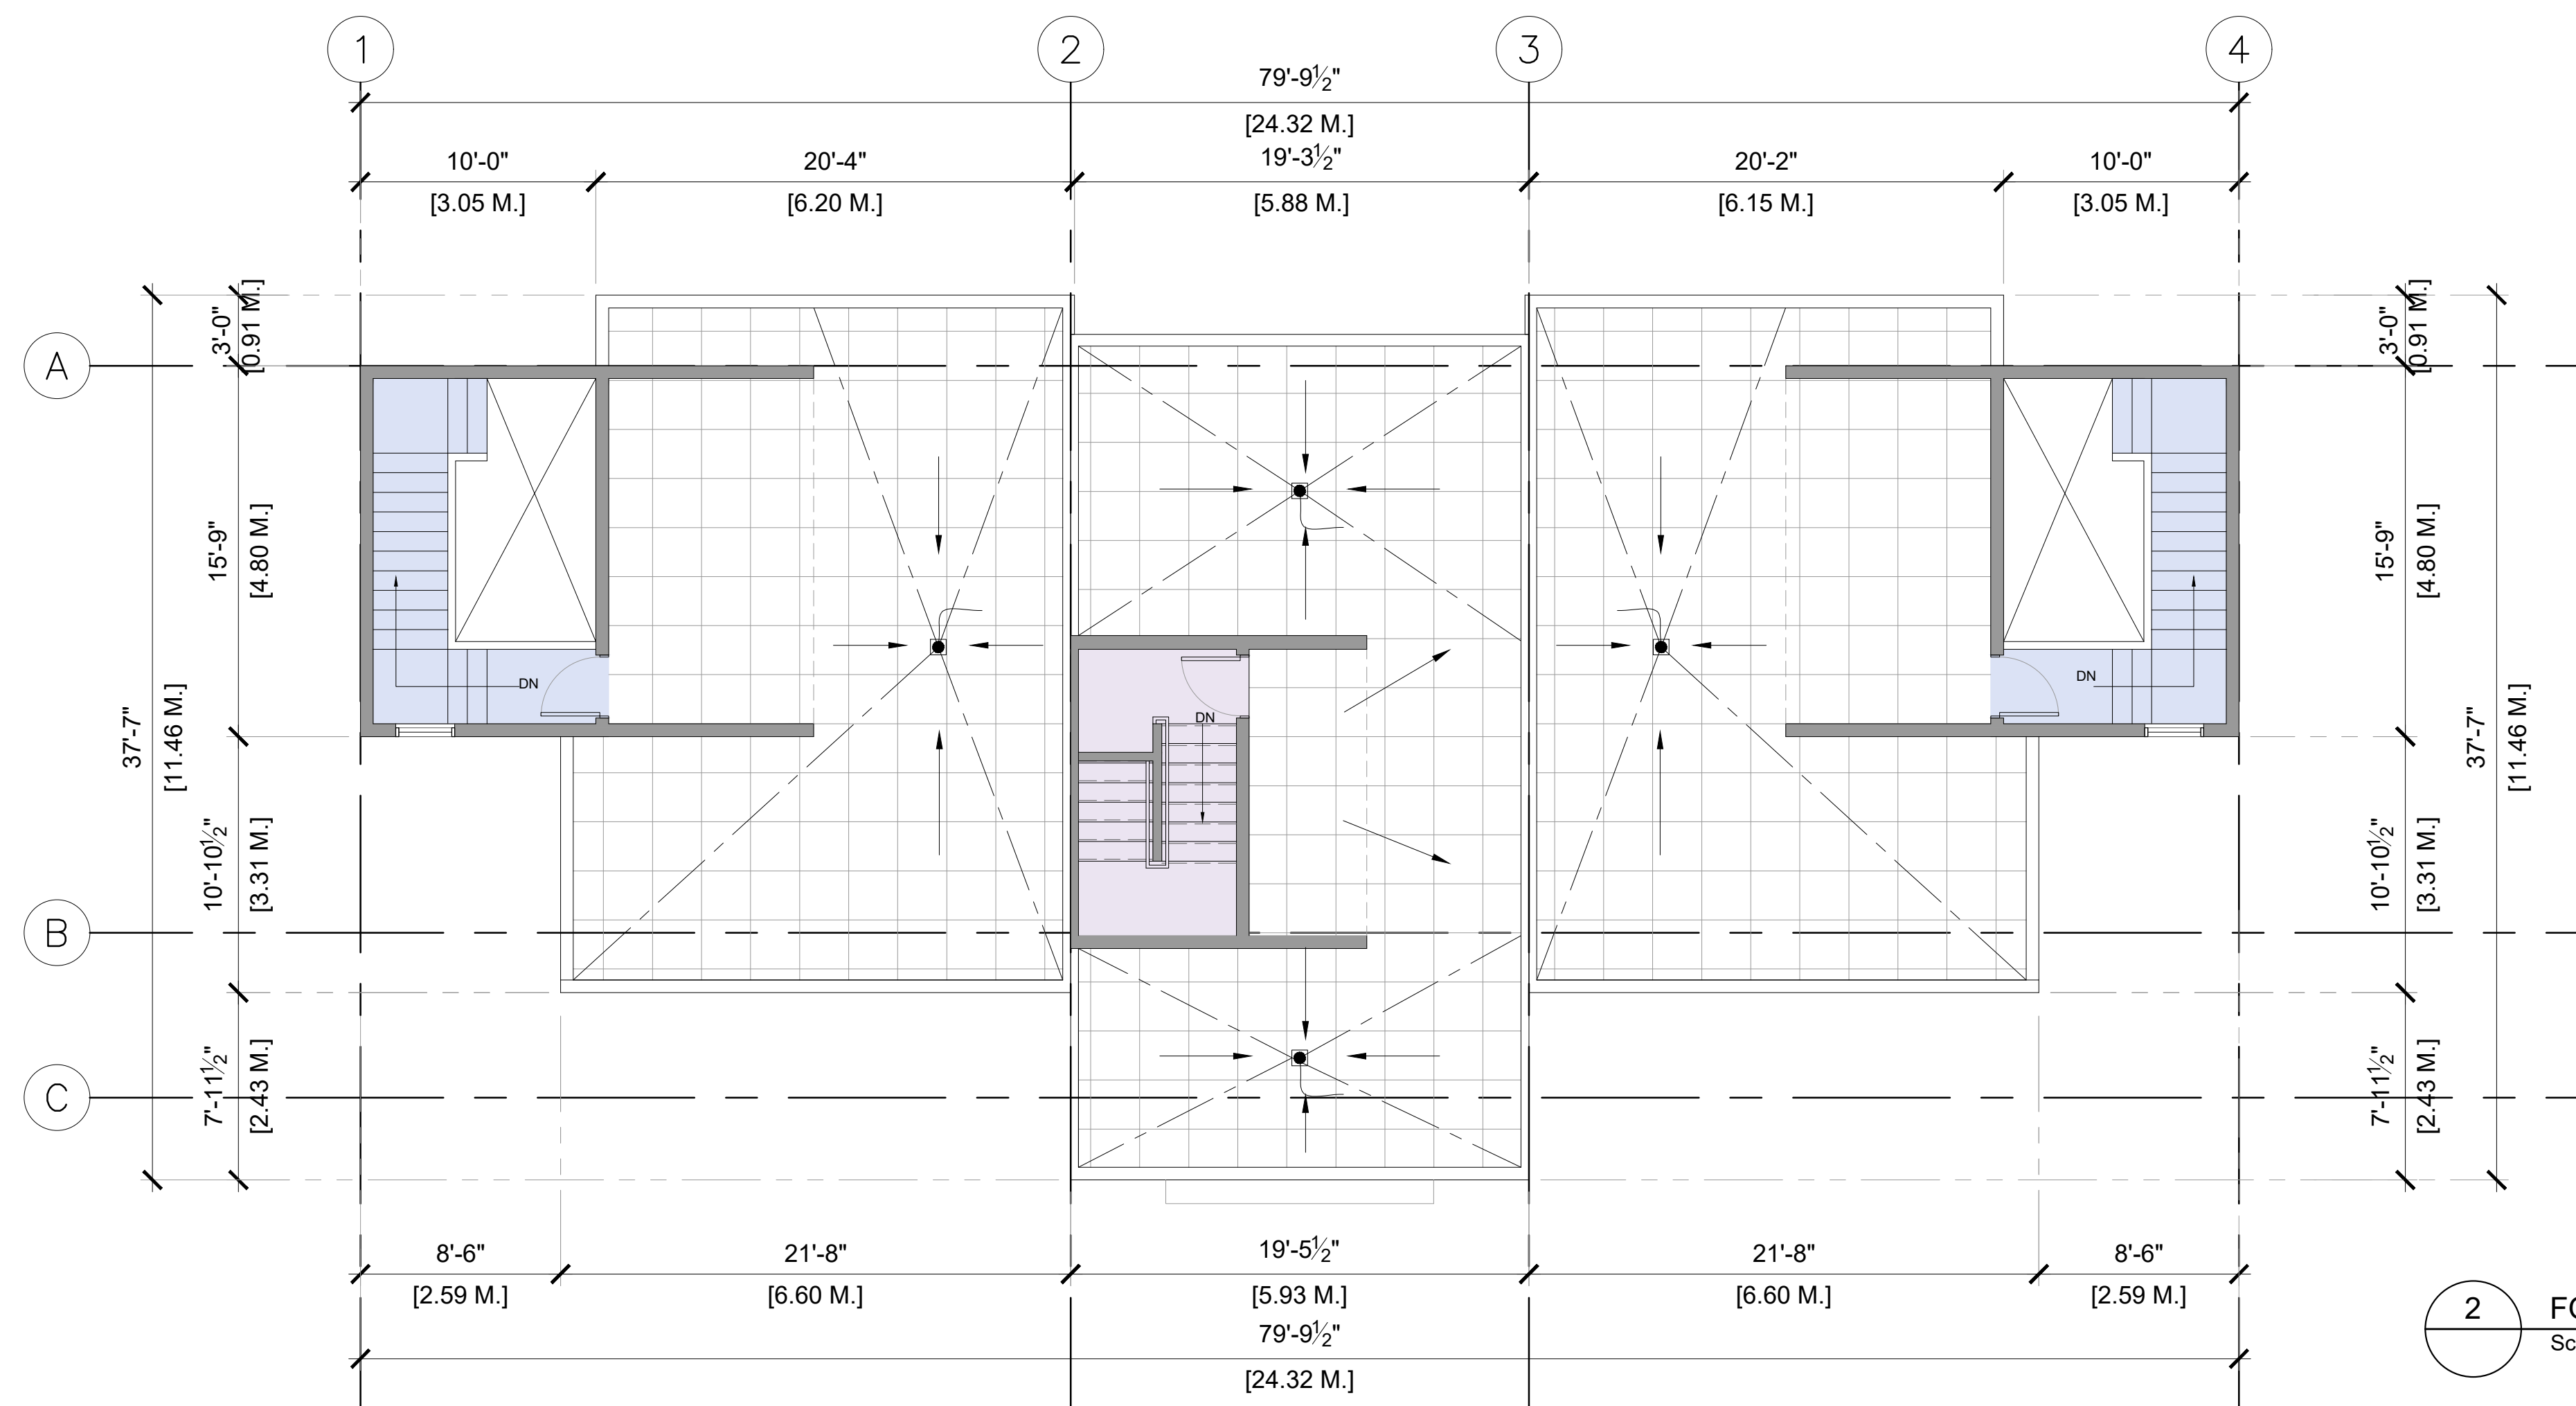 1
2
3
4
79'-9½"
[24.32 M.]
10'-0"
20'-4"
19'-3½"
20'-2"
10'-0"
[3.05 M.]
[6.20 M.]
[5.88 M.]
[6.15 M.]
[3.05 M.]
A
B
C
37'-7"
[11.46 M.]
3'-0"
[0.91 M.]
15'-9"
[4.80 M.]
10'-10½"
[3.31 M.]
7'-11½"
[2.43 M.]
DN
DN
DN
3'-0"
[0.91 M.]
15'-9"
[4.80 M.]
10'-10½"
[3.31 M.]
7'-11½"
[2.43 M.]
37'-7"
[11.46 M.]
8'-6"
21'-8"
19'-5½"
21'-8"
8'-6"
[2.59 M.]
[6.60 M.]
[5.93 M.]
[6.60 M.]
[2.59 M.]
79'-9½"
[24.32 M.]
2